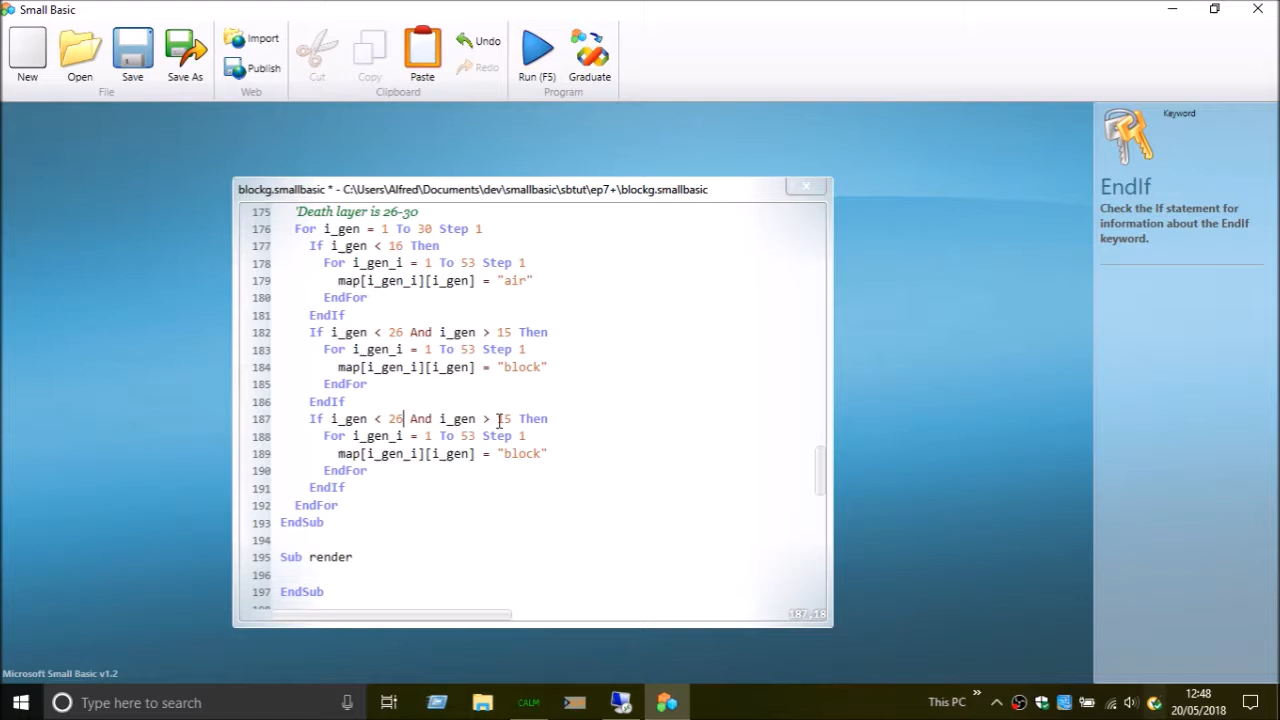 Small Basic
New
Open
Save
Save As
Import
Publish
Cut
Copy
Paste
Undo
Redo
Run (F5)
Graduate
File
Web
Clipboard
Program
blockg.smallbasic * - C:\Users\Alfred\Documents\dev\smallbasic\sbtut\ep7+\blockg.smallbasic
175 'Death layer is 26-30
176 For i_gen = 1 To 30 Step 1
177 If i_gen < 16 Then
178 For i_gen_i = 1 To 53 Step 1
179 map[i_gen_i][i_gen] = "air"
180 EndFor
181 EndIf
182 If i_gen < 26 And i_gen > 15 Then
183 For i_gen_i = 1 To 53 Step 1
184 map[i_gen_i][i_gen] = "block"
185 EndFor
186 EndIf
187 If i_gen < 26 And i_gen > 15 Then
188 For i_gen_i = 1 To 53 Step 1
189 map[i_gen_i][i_gen] = "block"
190 EndFor
191 EndIf
192 EndFor
193 EndSub
194
195 Sub render
196
197 EndSub
187,18
Keyword
EndIf
Check the If statement for
information about the EndIf
keyword.
Microsoft Small Basic v1.2
Type here to search
CALM
This PC
12:48
20/05/2018